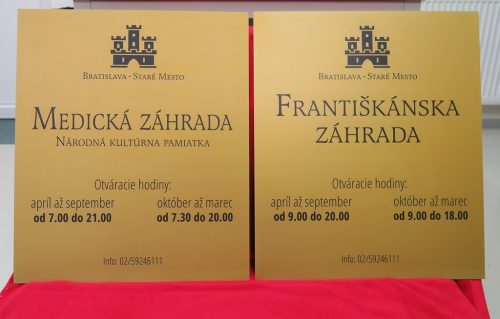 BRATISLAVA - STARÉ MESTO
MEDICKÁ ZÁHRADA
NÁRODNÁ KULTÚRNA PAMIATKA
Otváracie hodiny:
apríl až september
od 7.00 do 21.00
október až marec
od 7.30 do 20.00
Info: 02/59246111
BRATISLAVA - STARÉ MESTO
FRANTIŠKÁNSKA
ZÁHRADA
Otváracie hodiny:
apríl až september
od 9.00 do 20.00
október až marec
od 9.00 do 18.00
Info: 02/59246111